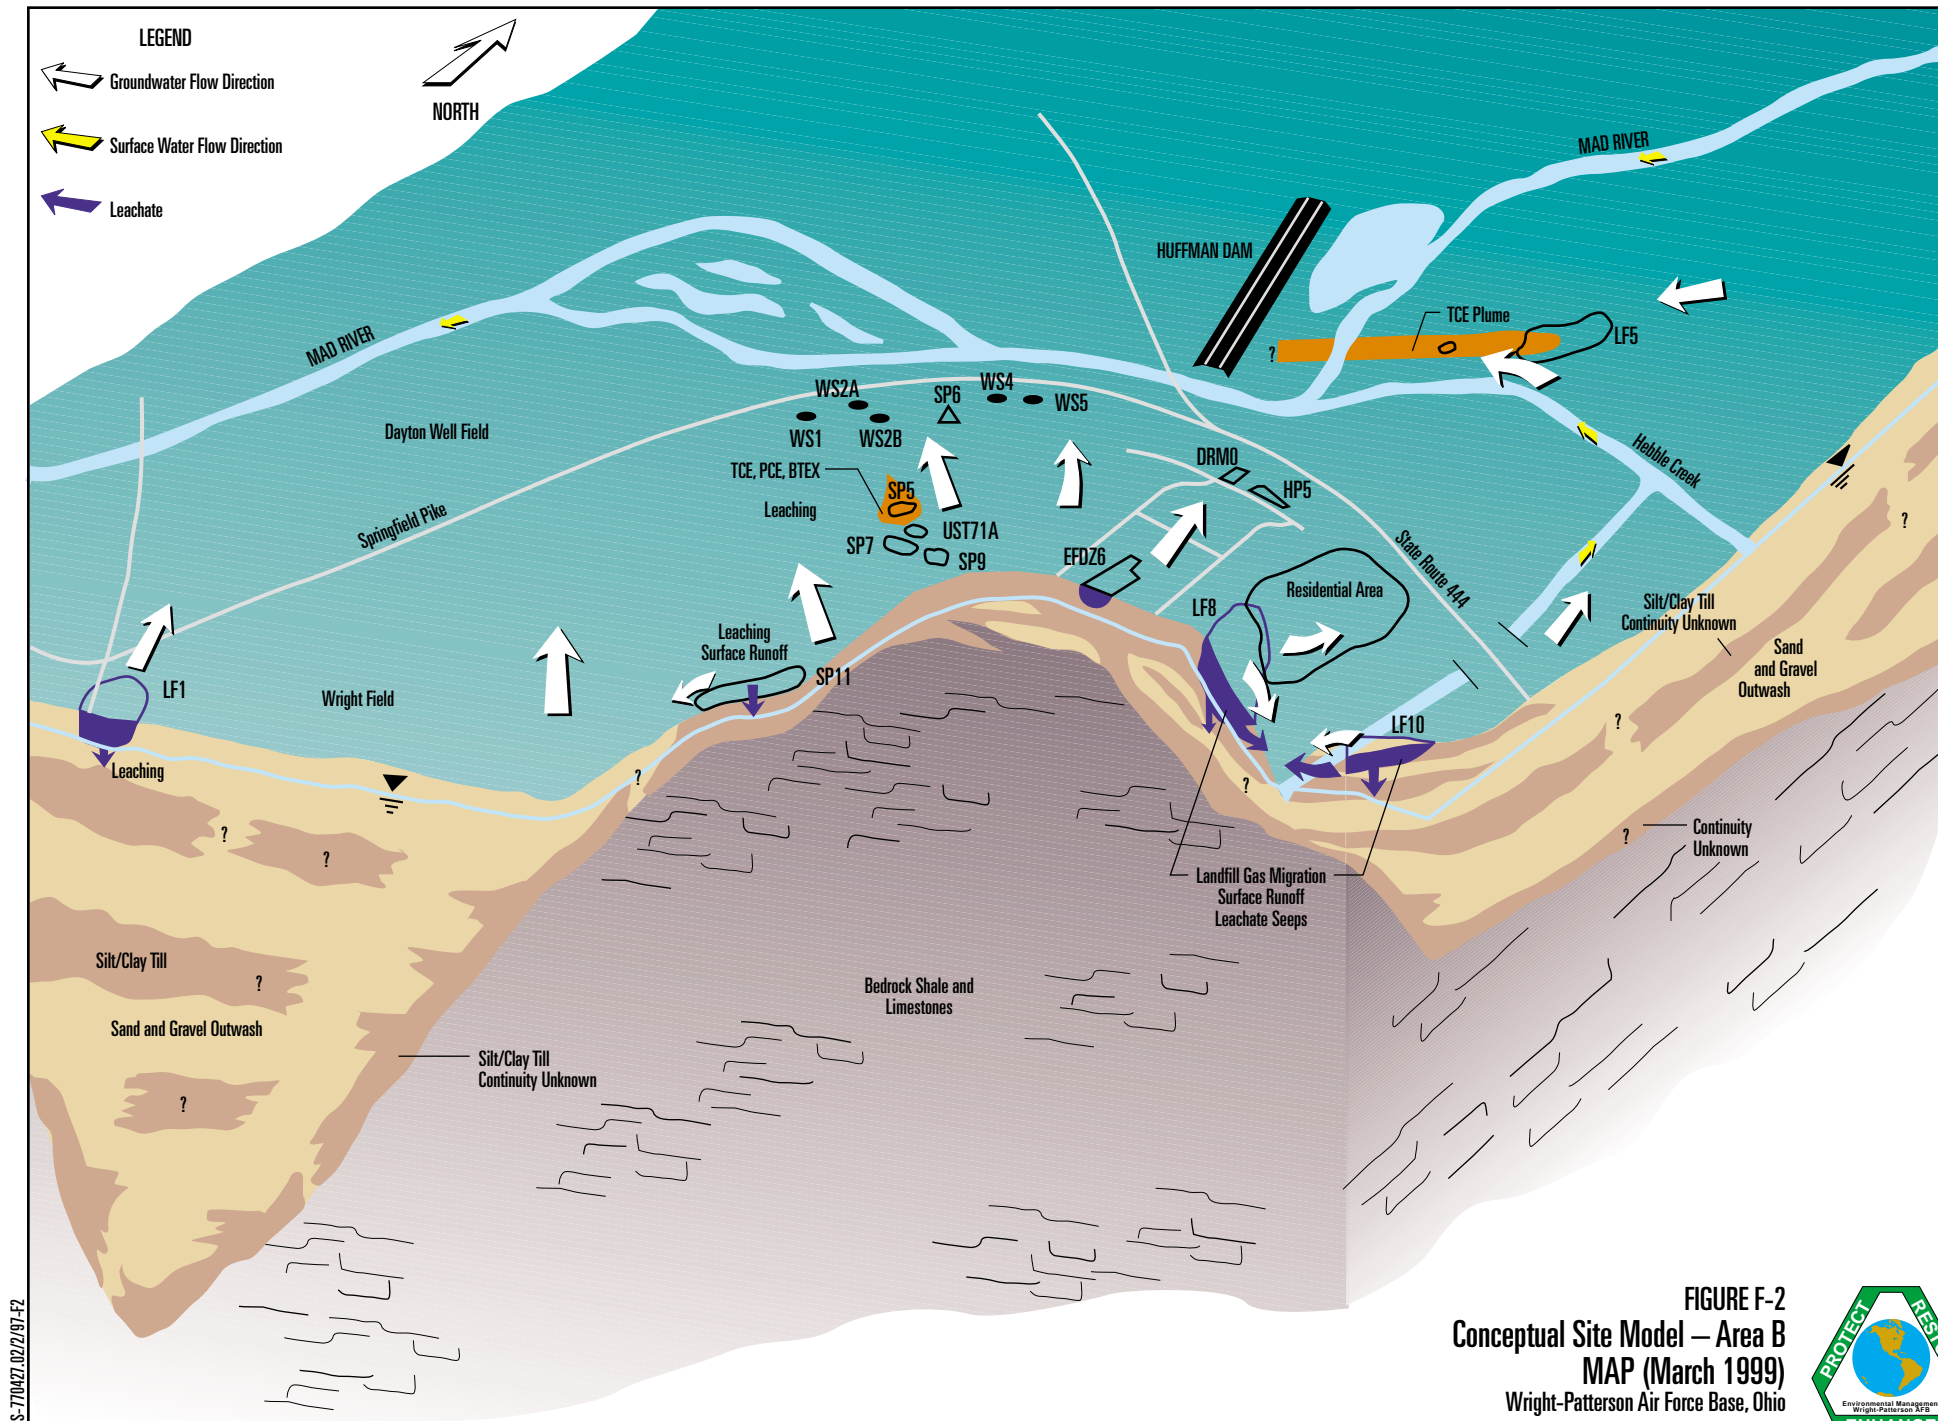 LEGEND
Groundwater Flow Direction
Surface Water Flow Direction
Leachate
NORTH
MAD RIVER
HUFFMAN DAM
TCE Plume
?
LF5
MAD RIVER
WS2A
SP6
WS4
WS5
WS1
WS2B
Dayton Well Field
TCE, PCE, BTEX
SP5
Leaching
DRMO
HP5
Hebble Creek
Springfield Pike
UST71A
SP7
SP9
EFDZ6
State Route 444
?
Residential Area
LF8
Silt/Clay Till
Continuity Unknown
Leaching
Surface Runoff
SP11
Sand
and Gravel
Outwash
LF1
Wright Field
LF10
?
Leaching
?
?
?
?
?
Continuity
Unknown
?
Landfill Gas Migration
Surface Runoff
Leachate Seeps
Silt/Clay Till
?
Bedrock Shale and
Limestones
Sand and Gravel Outwash
Silt/Clay Till
Continuity Unknown
?
S-770427.02/2/97-F2
FIGURE F-2
Conceptual Site Model – Area B
MAP (March 1999)
Wright-Patterson Air Force Base, Ohio
PROTECT
Environmental Managemen
Wright-Patterson AFB